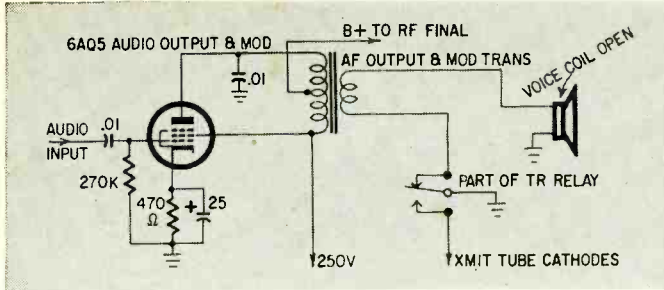 B+ TO RF FINAL
6AQ5 AUDIO OUTPUT & MOD
AF OUTPUT & MOD TRANS
VOICE COIL OPEN
.01
AUDIO
INPUT
.01
270K
470
Ω
+
25
PART OF TR RELAY
250V
XMIT TUBE CATHODES